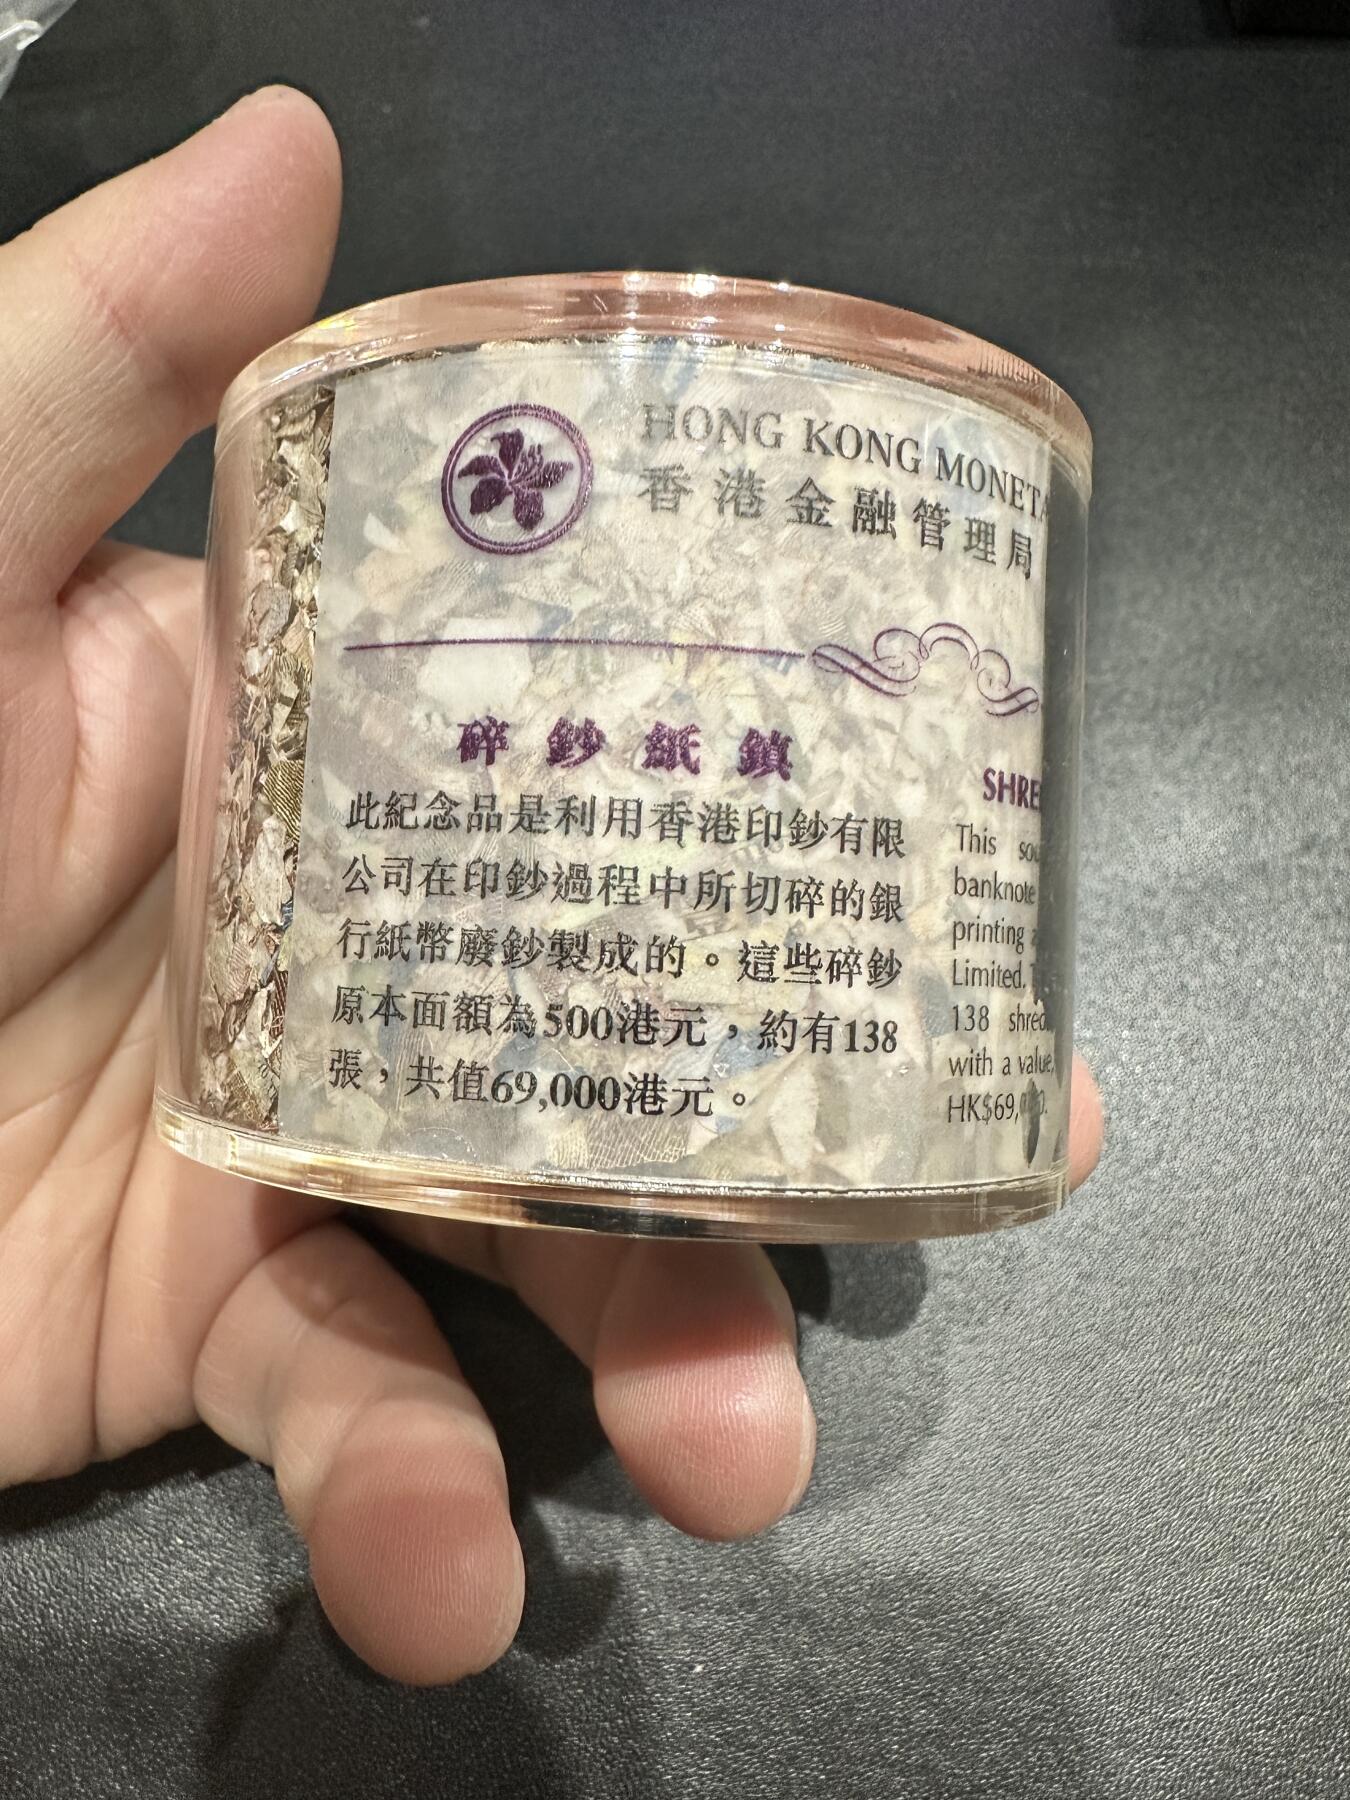 HONG KONG MONETA
香港金融管理局
碎鈔紙鎮
此紀念品是利用香港印鈔有限
公司在印鈔過程中所切碎的銀
行紙幣廢鈔製成的。這些碎鈔
原本面額為500港元，約有138
張，共值69,000港元。
SHRE
This sou
banknote
printing
Limited.
138 shred
with a value
HK$69,